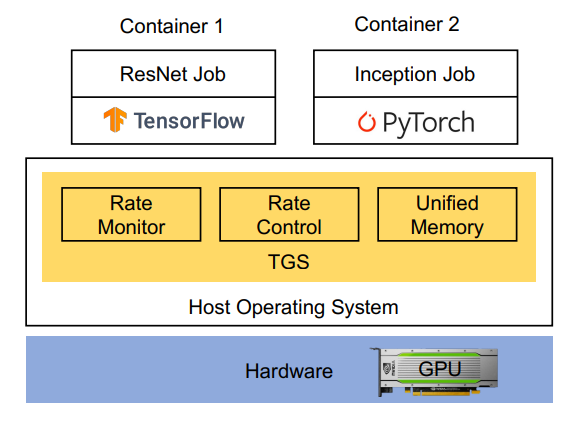 Container 1
Container 2
ResNet Job
TensorFlow
Inception Job
PyTorch
Rate
Monitor
Rate
Control
Unified
Memory
TGS
Host Operating System
Hardware
GPU
NVIDIA